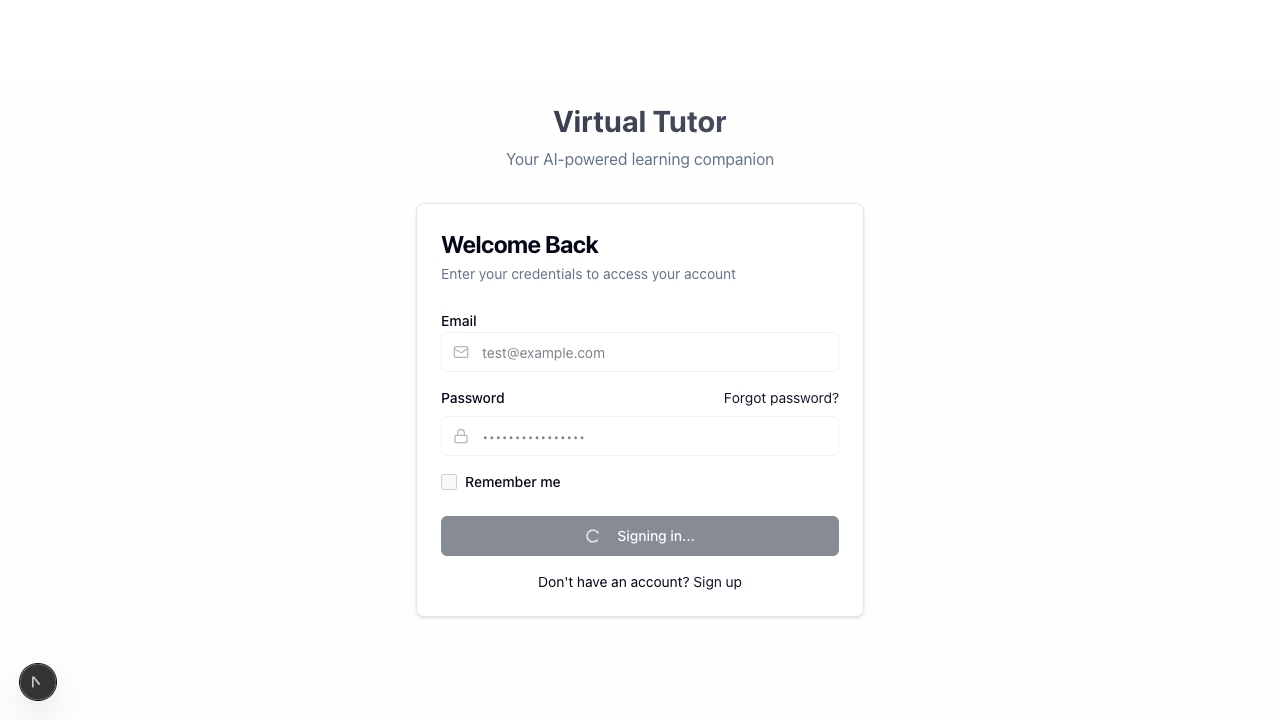 Virtual Tutor
Your AI-powered learning companion
Welcome Back
Enter your credentials to access your account
Email
test@example.com
Password Forgot password?
••••••••••••••••
Remember me
Signing in...
Don't have an account? Sign up